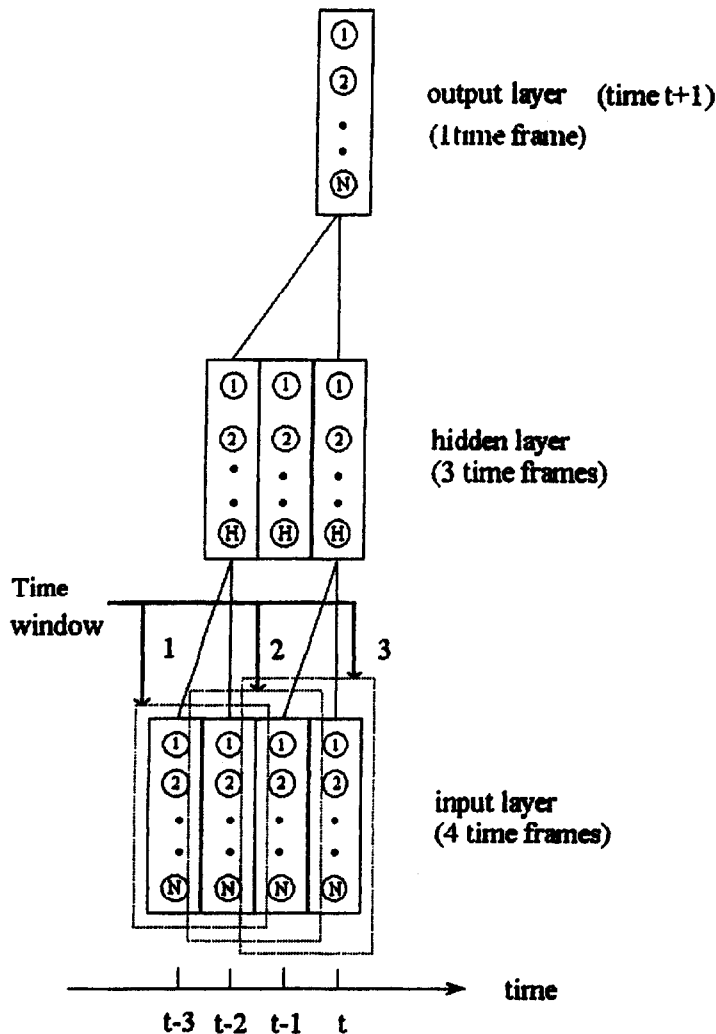 1
2
N
output layer (time t+1)
(1time frame)
1 1 1
2 2 2
H H H
hidden layer
(3 time frames)
Time
window
1 2 3
1 1 1 1
2 2 2 2
N N N N
input layer
(4 time frames)
time
t-3 t-2 t-1 t